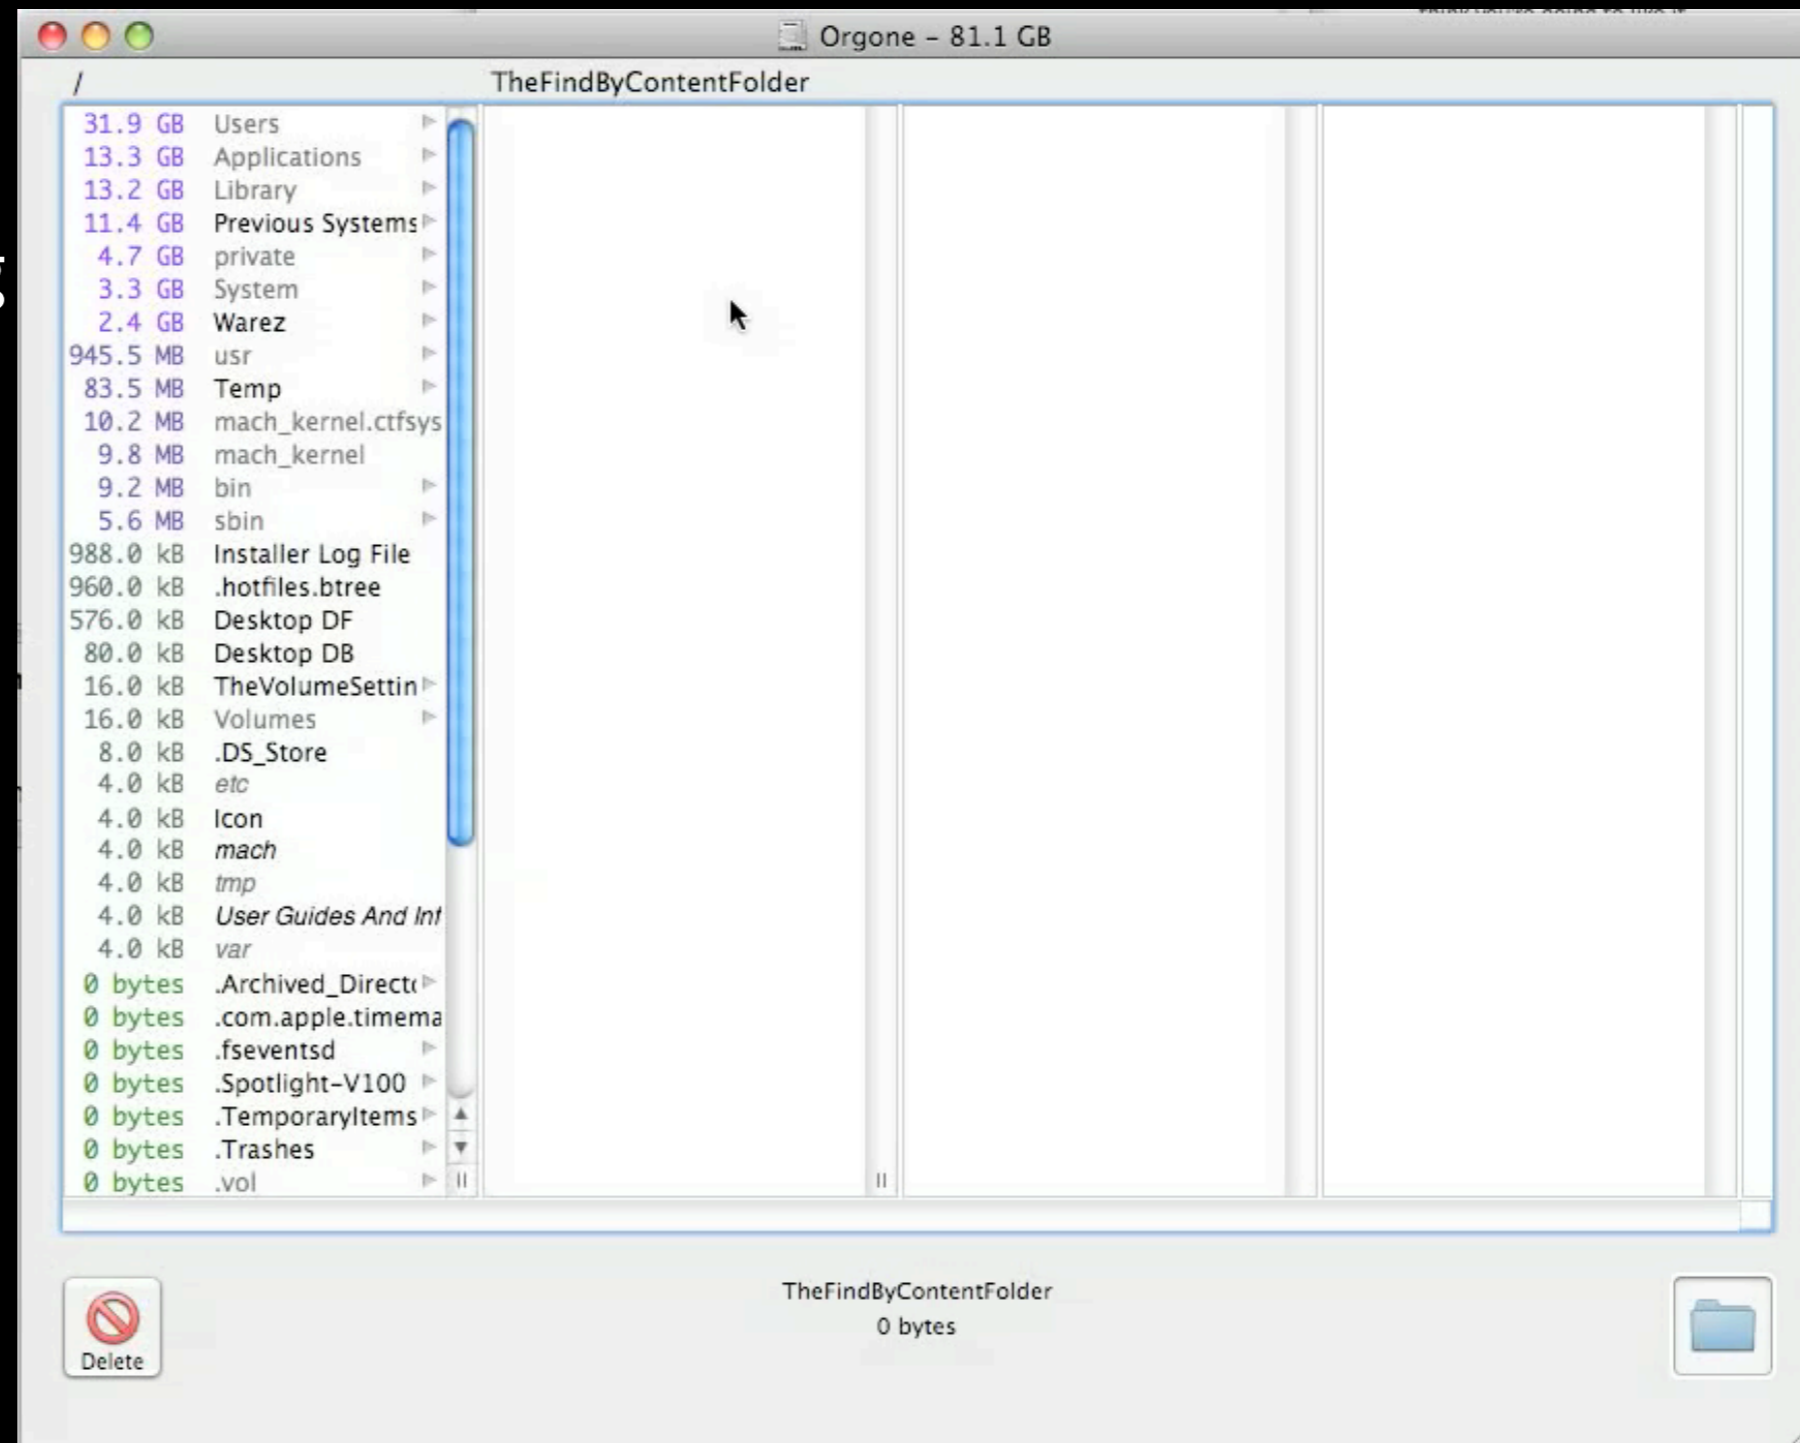 Orgone – 81.1 GB
/ TheFindByContentFolder
31.9 GB Users
13.3 GB Applications
13.2 GB Library
11.4 GB Previous Systems
4.7 GB private
3.3 GB System
2.4 GB Warez
945.5 MB usr
83.5 MB Temp
10.2 MB mach_kernel.ctfsys
9.8 MB mach_kernel
9.2 MB bin
5.6 MB sbin
988.0 kB Installer Log File
960.0 kB .hotfiles.btree
576.0 kB Desktop DF
80.0 kB Desktop DB
16.0 kB TheVolumeSettin
16.0 kB Volumes
8.0 kB .DS_Store
4.0 kB etc
4.0 kB Icon
4.0 kB mach
4.0 kB tmp
4.0 kB User Guides And Inf
4.0 kB var
0 bytes .Archived_Directo
0 bytes .com.apple.timema
0 bytes .fseventsd
0 bytes .Spotlight-V100
0 bytes .TemporaryItems
0 bytes .Trashes
0 bytes .vol
TheFindByContentFolder
0 bytes
Delete